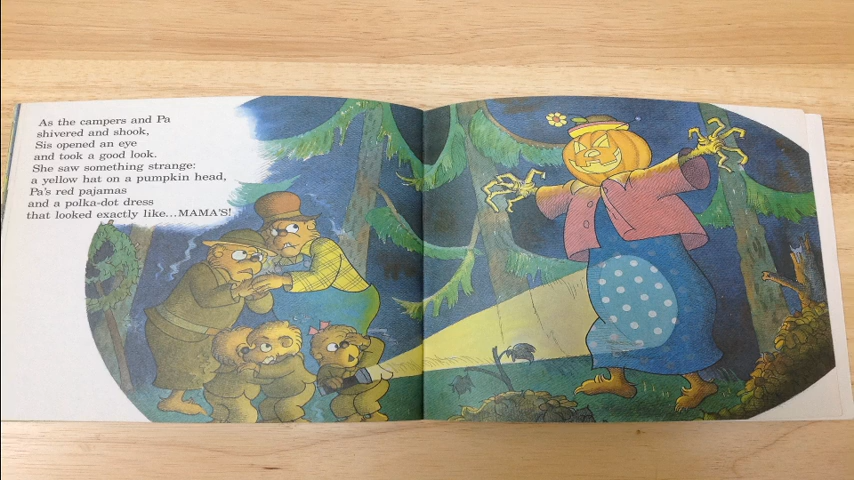 As the campers and Pa
shivered and shook,
Sis opened an eye
and took a good look.
She saw something strange:
a yellow hat on a pumpkin head,
Pa's red pajamas
and a polka-dot dress
that looked exactly like...MAMA'S!